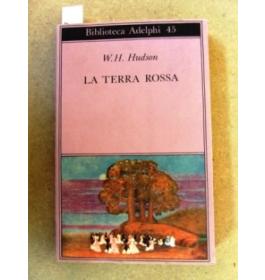 Biblioteca Adelphi 45
W.H. Hudson
LA TERRA ROSSA